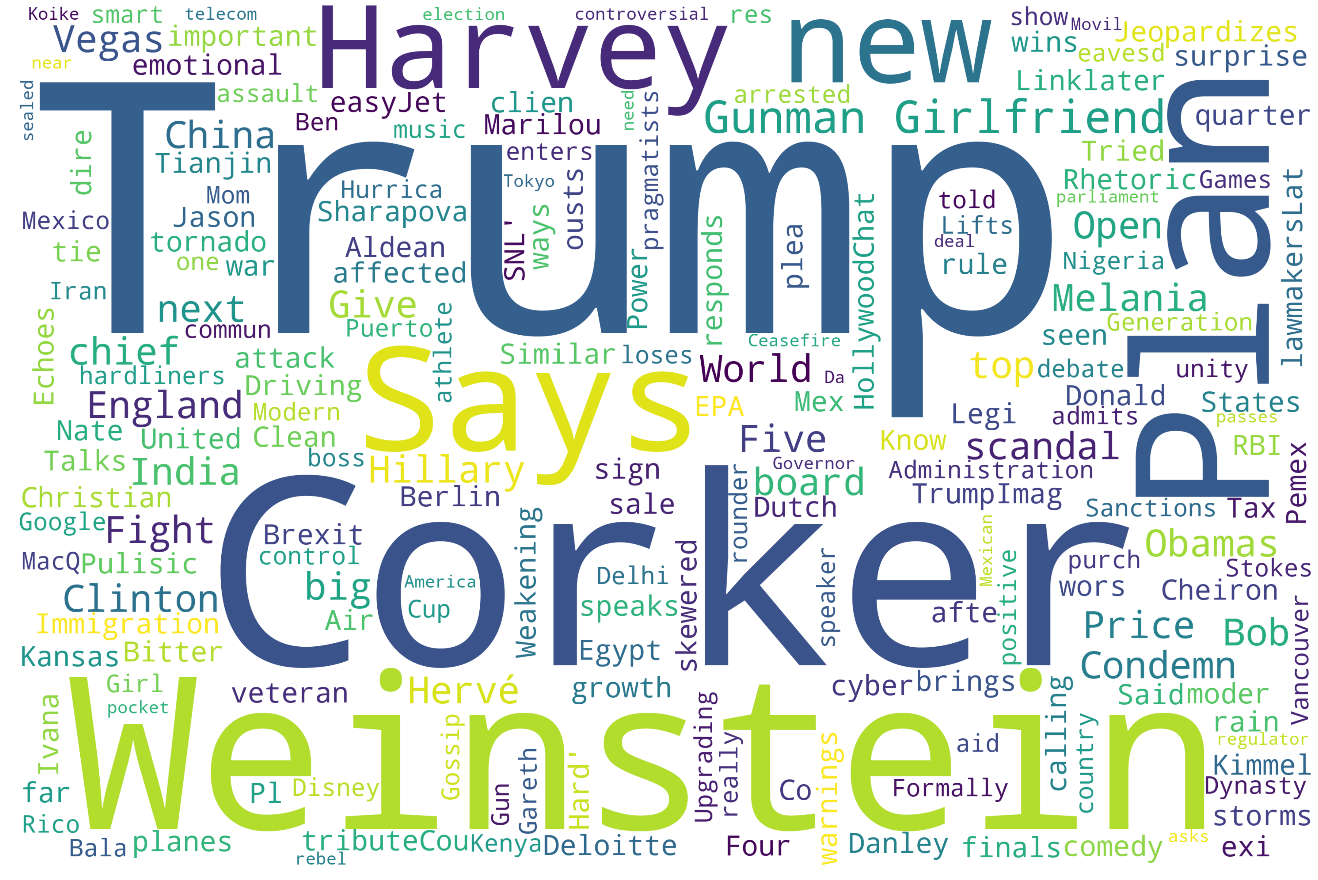 Koike smart telecom election controversial res show Movil Jeopardizes
Vegas important Harvey new wins eavesd surprise
near emotional Linklater
Trump Plan
sealed assault easyJet clien need arrested quarter
Ben music Marilou Gunman Girlfriend
dire China enters pragmatists Tried
Tianjin Tokyo Rhetoric Games
Mom Hurrica ousts told parliament lawmakersLat
Mexico Jason Sharapova SNL' ways responds plea HollywoodChat Lifts Open
tie tornado Aldean deal
one war affected Power rule Nigeria
Iran next Give Melania
commun Puerto athlete Generation
Echoes chief attack Similar loses Ceasefire seen
hardliners Driving World Da top debate unity
England Modern Says EPA Mex Legi Donald States
Nate United Clean Five Know scandal admits passes
Talks India boss Hillary sign Governor RBI
Christian Berlin sale rounder board Administration Pemex
Google Fight Dutch TrumpImag Sanctions Tax
Corker
Brexit Weakening Mexican Obamas
MacQ Pulisic control Delhi purch Stokes
Clinton big America skewered speaker positive wors Cheiron
Immigration Air Cup speaks afte Price Bob Vancouver
Kansas Bitter Egypt Condemn
Girl veteran Hervé growth cyber brings Said moder
pocket
Weinstein
Ivana Gossip Upgrading calling country rain
really aid regulator
far Pl Disney Gun Gareth Hard' Co warnings Formally Kimmel
Rico Dynasty
Bala planes tributeCou Kenya Deloitte Four Danley finals comedy asks storms
rebel exi